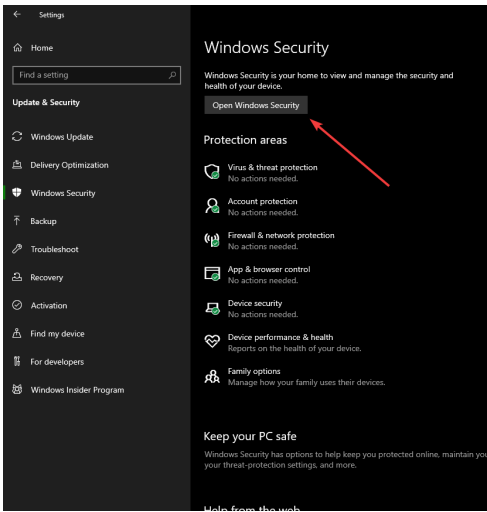 Settings
Home
Find a setting
Update & Security
Windows Update
Delivery Optimization
Windows Security
Backup
Troubleshoot
Recovery
Activation
Find my device
For developers
Windows Insider Program
Windows Security
Windows Security is your home to view and manage the security and
health of your device.
Open Windows Security
Protection areas
Virus & threat protection
No actions needed.
Account protection
No actions needed.
Firewall & network protection
No actions needed.
App & browser control
No actions needed.
Device security
No actions needed.
Device performance & health
Reports on the health of your device.
Family options
Manage how your family uses their devices.
Keep your PC safe
Windows Security has options to help keep you protected online, maintain
your threat-protection settings, and more.
Help from the web